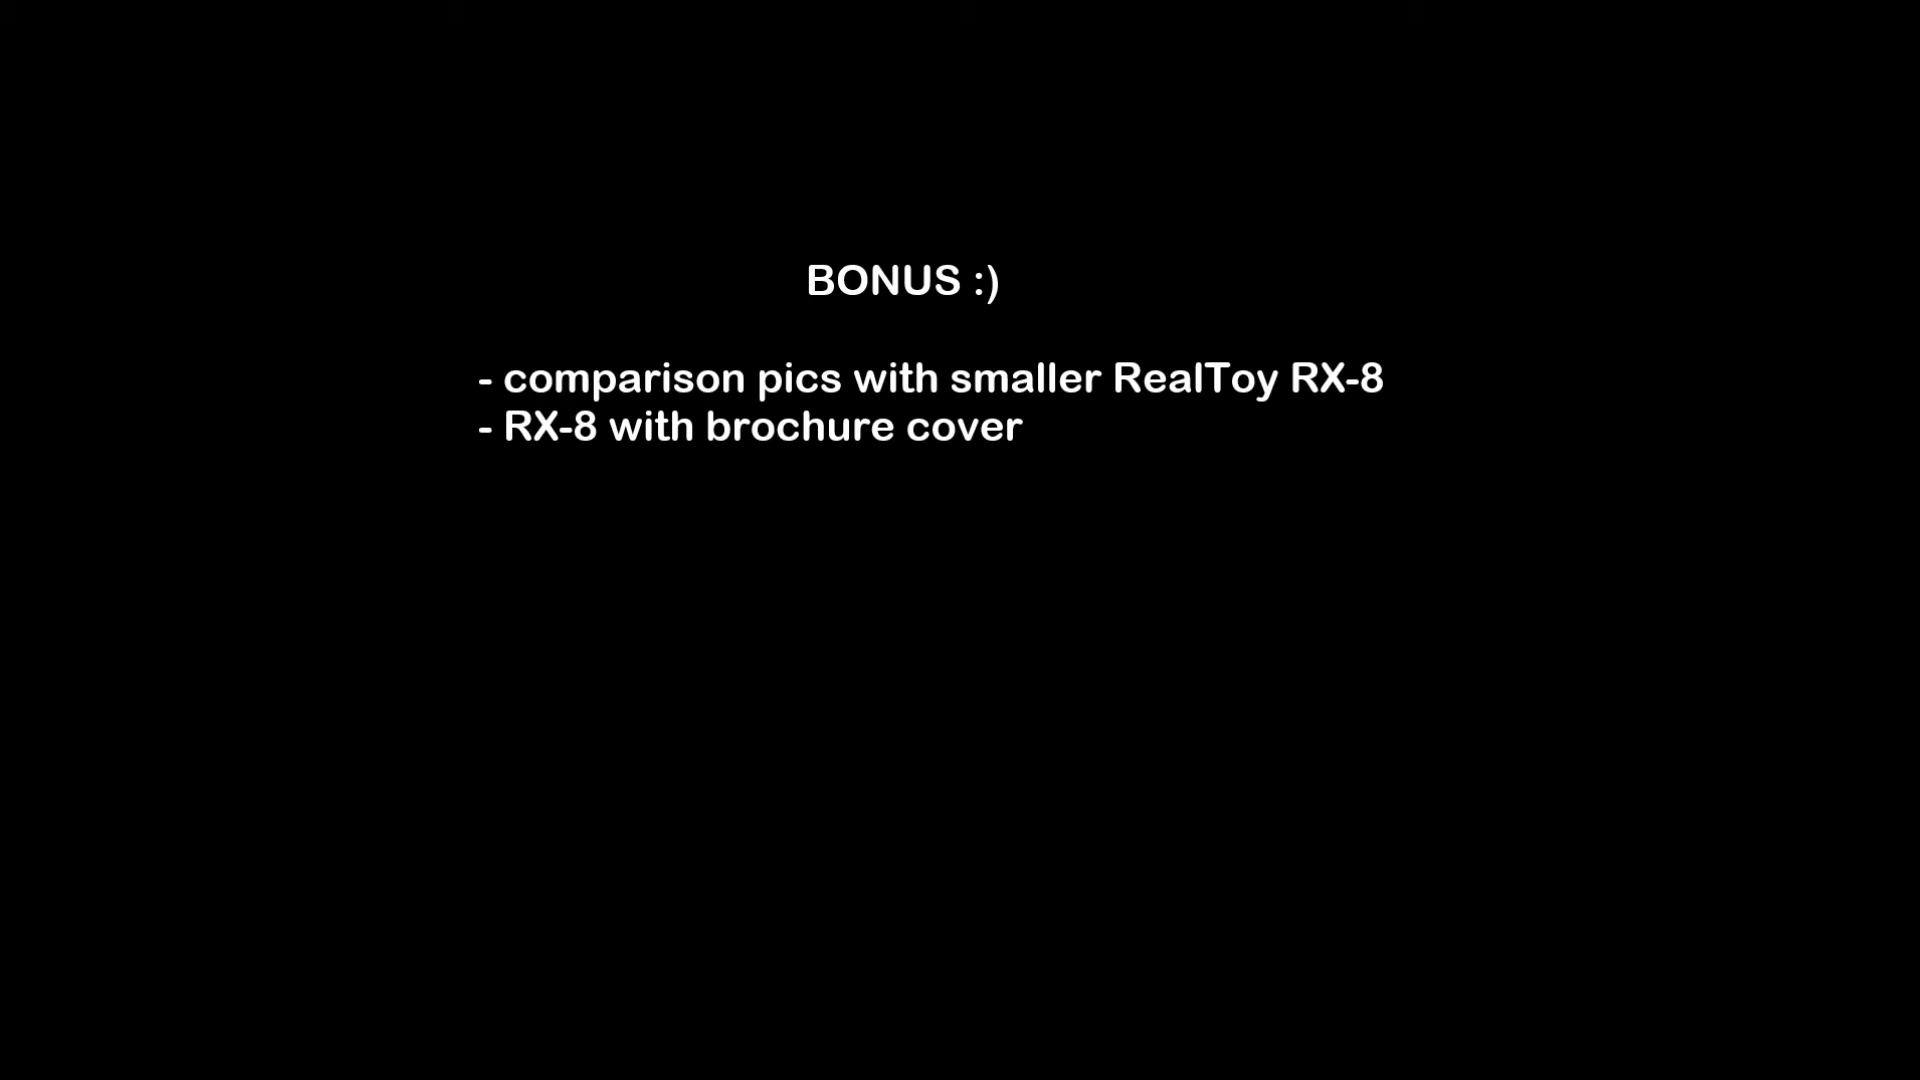 BONUS :)
- comparison pics with smaller RealToy RX-8
- RX-8 with brochure cover